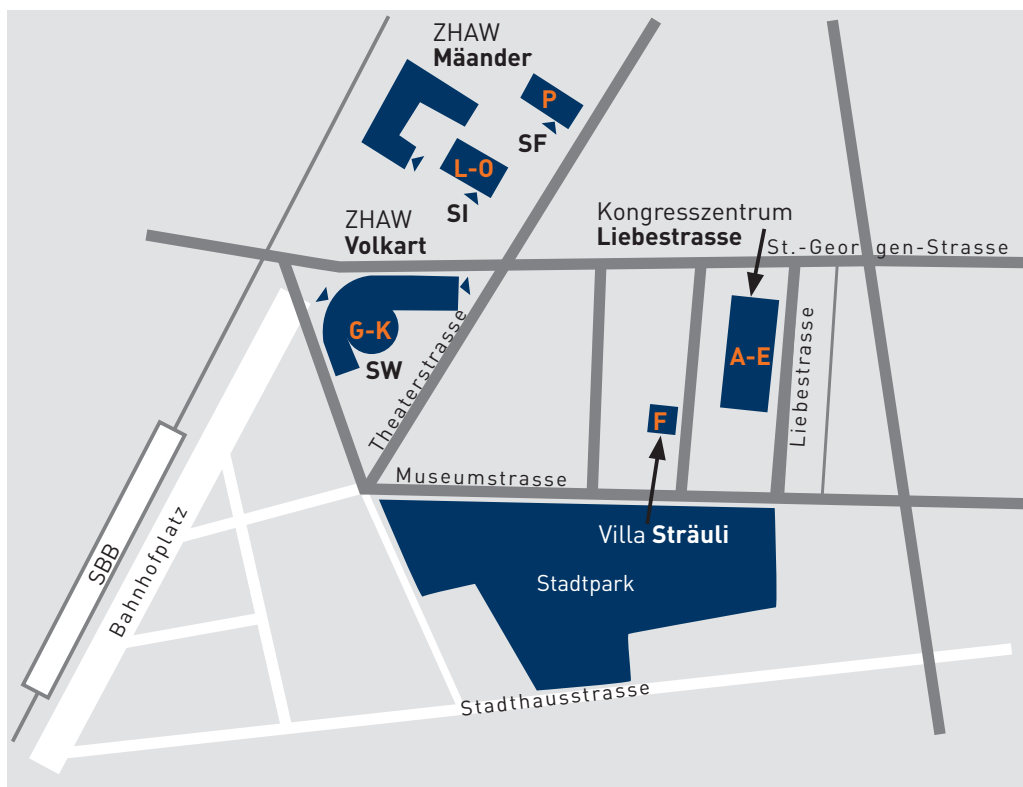 ZHAW
Mäander
P
SF
L-O
SI
ZHAW
Volkart
Kongresszentrum
Liebestrasse
St.-Georgen-Strasse
G-K
SW
A-E
Theaterstrasse
Liebestrasse
F
Museumstrasse
Villa Sträuli
Stadtpark
SBB
Bahnhofplatz
Stadthausstrasse